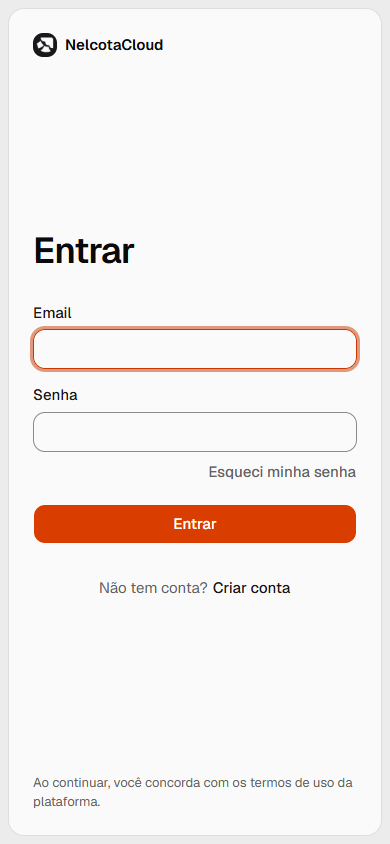 NelcotaCloud
Entrar
Email
Senha
Esqueci minha senha
Entrar
Não tem conta? Criar conta
Ao continuar, você concorda com os termos de uso da
plataforma.